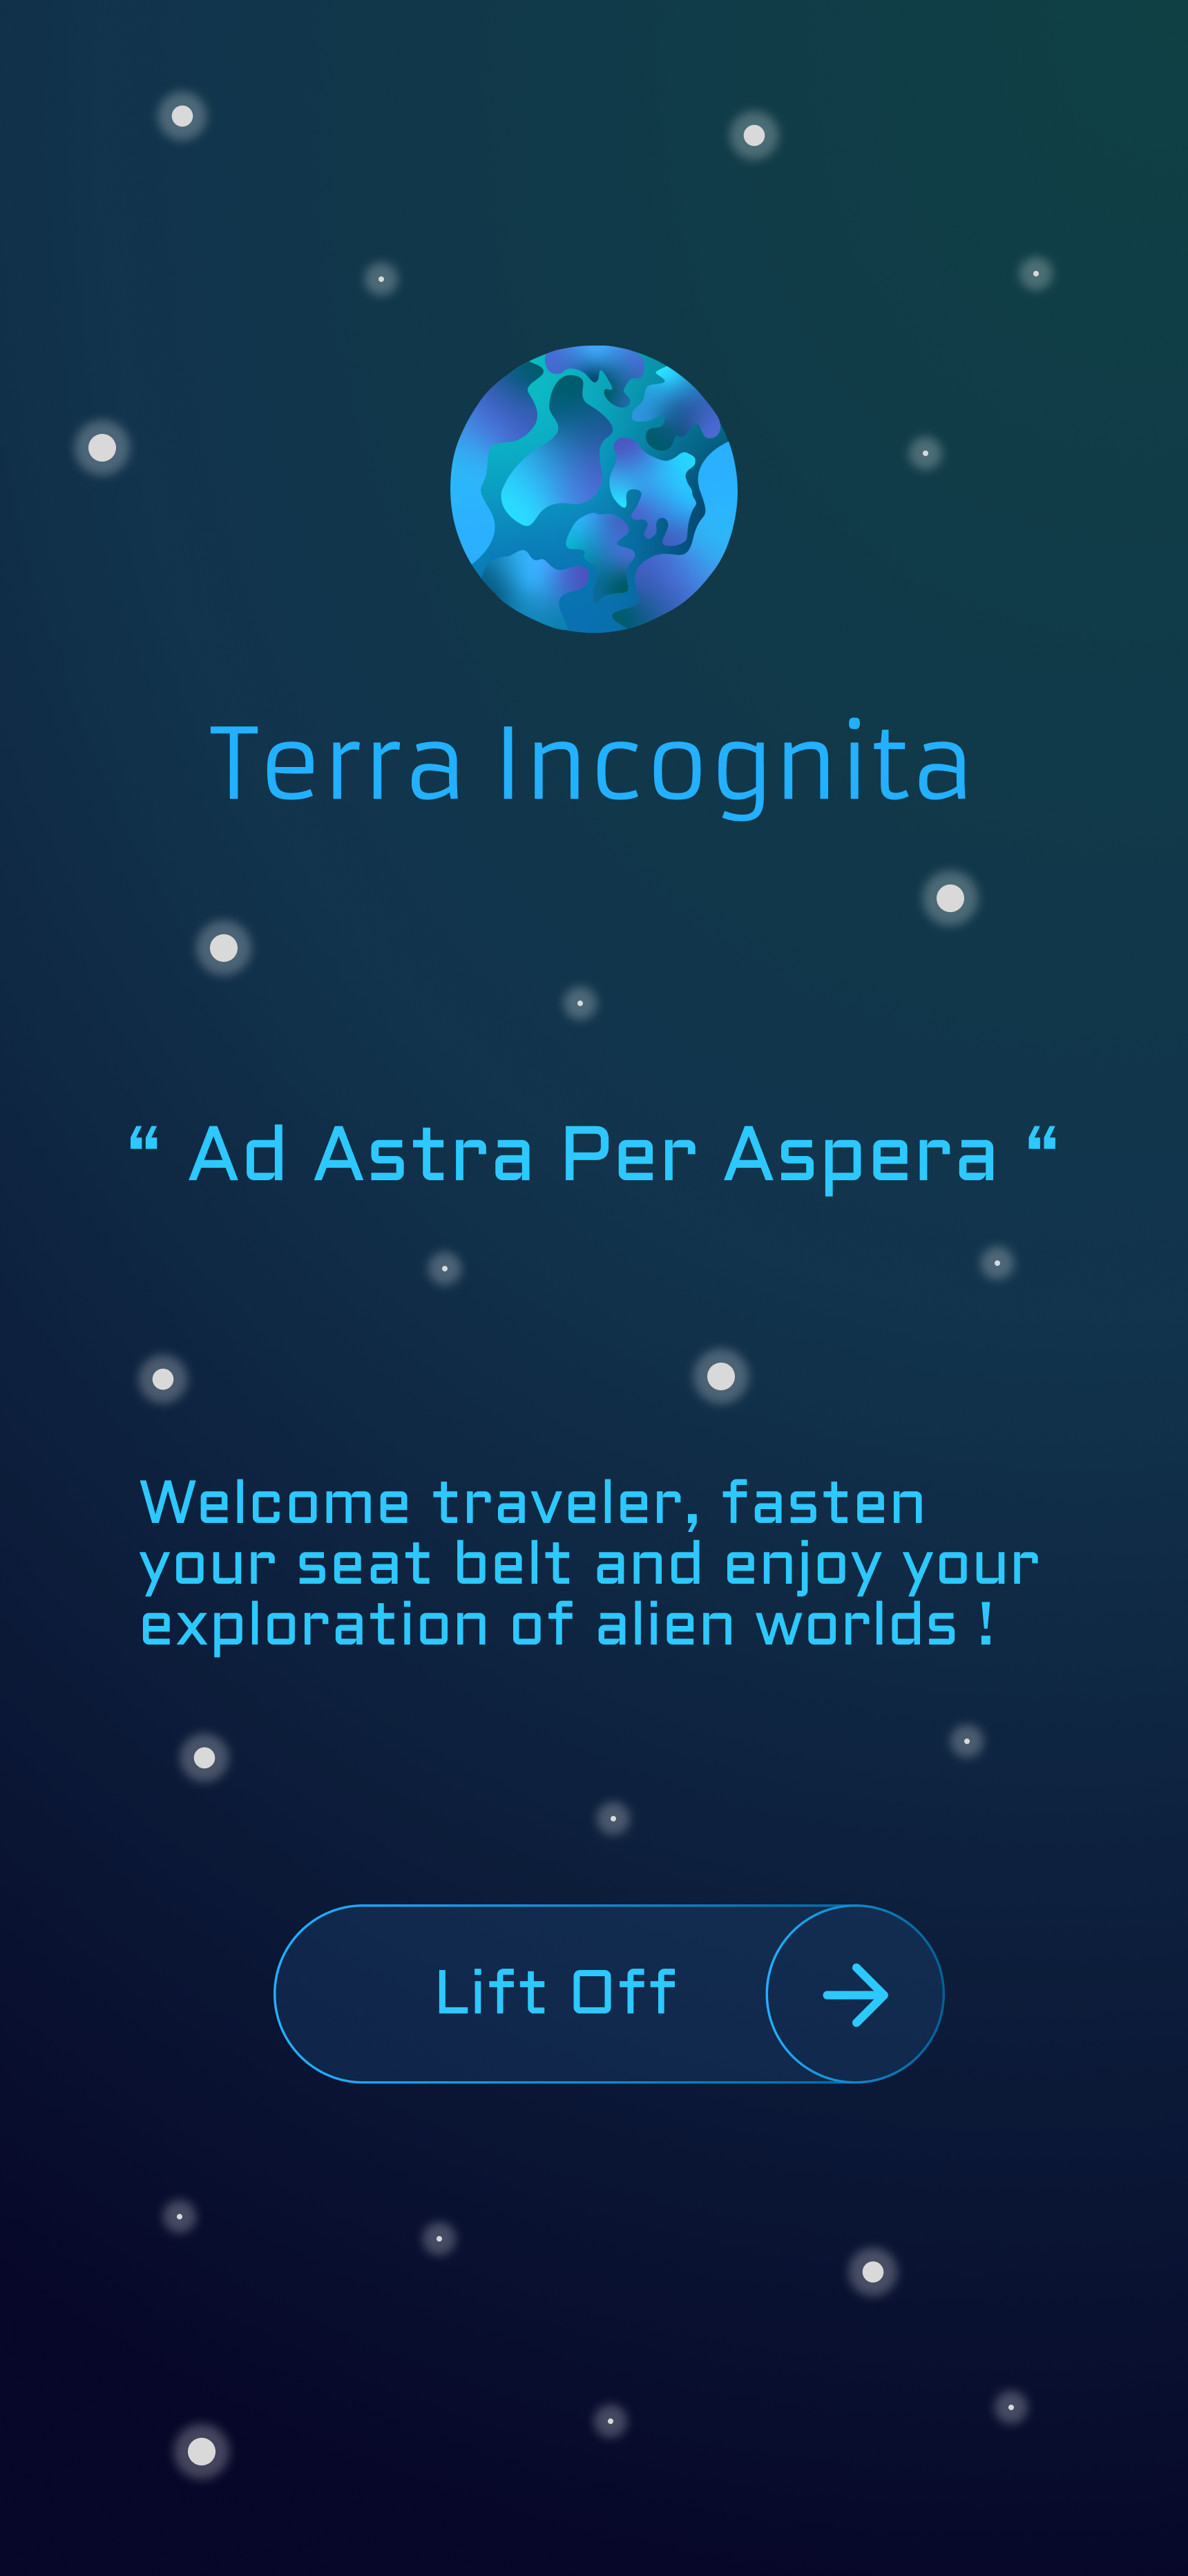 Terra Incognita
“ Ad Astra Per Aspera “
Welcome traveler, fasten
your seat belt and enjoy your
exploration of alien worlds !
Lift Off